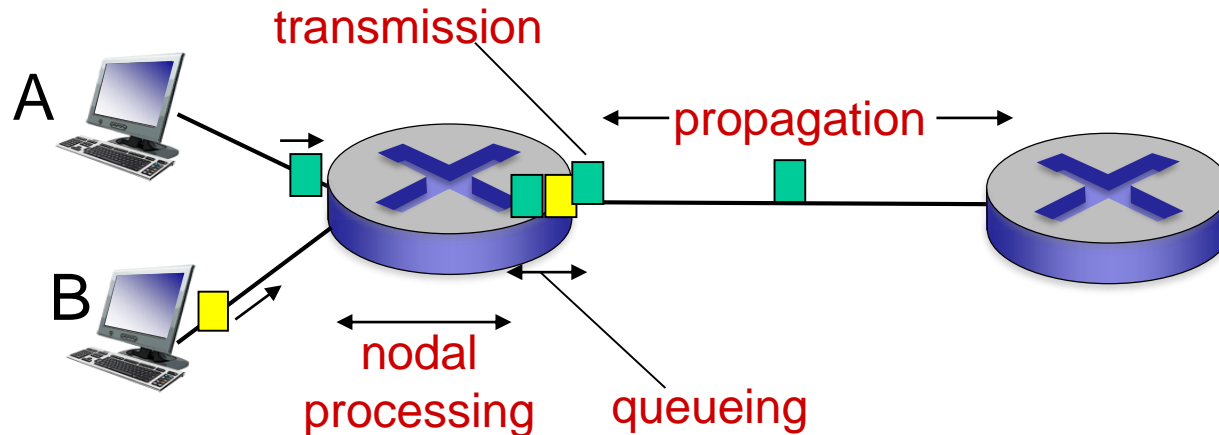 transmission
A
propagation
B
nodal
processing
queueing